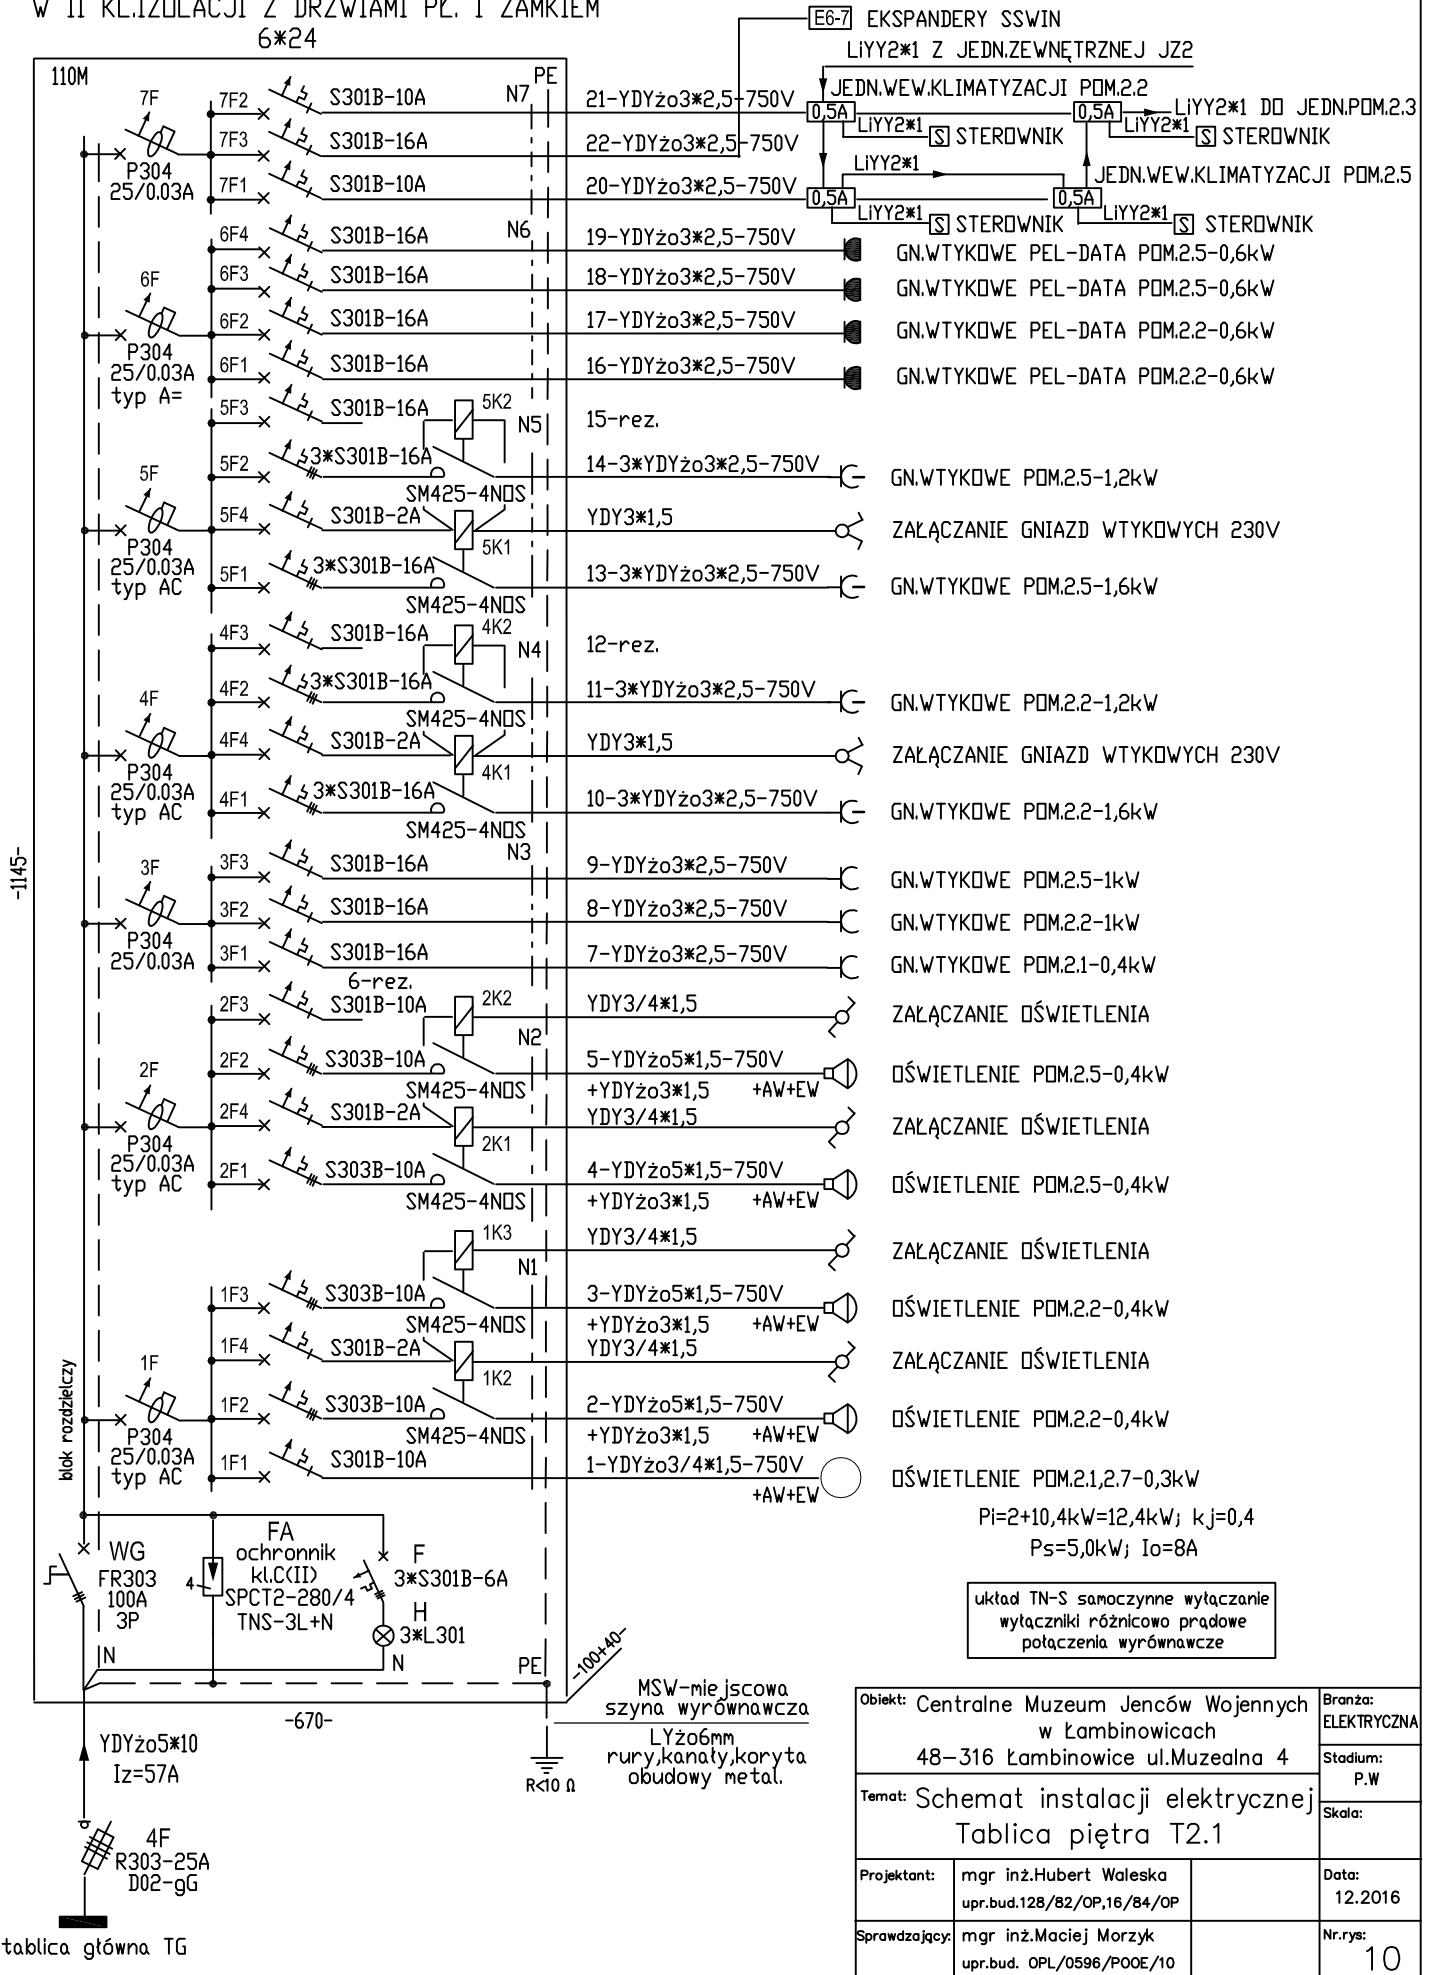 W II KL.IZOLACJI Z DRZWIAMI PŁ. I ZAMKIEM
6*24
110M
PE
E6-7 EKSPANDERY SSWIN
LiYY2*1 Z JEDN.ZEWNĘTRZNEJ JZ2
JEDN.WEW.KLIMATYZACJI POM.2.2
7F
P304
25/0.03A
N7
7F2 S301B-10A 21-YDYżo3*2,5-750V 0,5A 0,5A LiYY2*1 DO JEDN.POM.2.3
LiYY2*1 S STEROWNIK LiYY2*1 S STEROWNIK
7F3 S301B-16A 22-YDYżo3*2,5-750V
LiYY2*1 JEDN.WEW.KLIMATYZACJI POM.2.5
7F1 S301B-10A 20-YDYżo3*2,5-750V 0,5A 0,5A
LiYY2*1 S STEROWNIK LiYY2*1 S STEROWNIK
N6
6F4 S301B-16A 19-YDYżo3*2,5-750V GN.WTYKOWE PEL-DATA POM.2.5-0,6kW
6F3 S301B-16A 18-YDYżo3*2,5-750V GN.WTYKOWE PEL-DATA POM.2.5-0,6kW
6F
P304
25/0.03A
typ A=
6F2 S301B-16A 17-YDYżo3*2,5-750V GN.WTYKOWE PEL-DATA POM.2.2-0,6kW
6F1 S301B-16A 16-YDYżo3*2,5-750V GN.WTYKOWE PEL-DATA POM.2.2-0,6kW
5F3 S301B-16A 5K2 N5 15-rez.
5F2 3*S301B-16A 14-3*YDYżo3*2,5-750V GN.WTYKOWE POM.2.5-1,2kW
SM425-4NOS
5F
P304
25/0.03A
typ AC
5F4 S301B-2A 5K1 YDY3*1,5 ZAŁĄCZANIE GNIAZD WTYKOWYCH 230V
5F1 3*S301B-16A 13-3*YDYżo3*2,5-750V GN.WTYKOWE POM.2.5-1,6kW
SM425-4NOS
4F3 S301B-16A 4K2 N4 12-rez.
4F2 3*S301B-16A 11-3*YDYżo3*2,5-750V GN.WTYKOWE POM.2.2-1,2kW
SM425-4NOS
4F
P304
25/0.03A
typ AC
4F4 S301B-2A 4K1 YDY3*1,5 ZAŁĄCZANIE GNIAZD WTYKOWYCH 230V
4F1 3*S301B-16A 10-3*YDYżo3*2,5-750V GN.WTYKOWE POM.2.2-1,6kW
SM425-4NOS
N3
-1145-
3F3 S301B-16A 9-YDYżo3*2,5-750V GN.WTYKOWE POM.2.5-1kW
3F
P304
25/0.03A
3F2 S301B-16A 8-YDYżo3*2,5-750V GN.WTYKOWE POM.2.2-1kW
3F1 S301B-16A 7-YDYżo3*2,5-750V GN.WTYKOWE POM.2.1-0,4kW
6-rez.
2F3 S301B-10A 2K2 YDY3/4*1,5 ZAŁĄCZANIE OŚWIETLENIA
N2
2F2 S303B-10A 5-YDYżo5*1,5-750V OŚWIETLENIE POM.2.5-0,4kW
SM425-4NOS +YDYżo3*1,5 +AW+EW
2F
P304
25/0.03A
typ AC
2F4 S301B-2A 2K1 YDY3/4*1,5 ZAŁĄCZANIE OŚWIETLENIA
2F1 S303B-10A 4-YDYżo5*1,5-750V OŚWIETLENIE POM.2.5-0,4kW
SM425-4NOS +YDYżo3*1,5 +AW+EW
1K3 YDY3/4*1,5 ZAŁĄCZANIE OŚWIETLENIA
N1
1F3 S303B-10A 3-YDYżo5*1,5-750V OŚWIETLENIE POM.2.2-0,4kW
SM425-4NOS +YDYżo3*1,5 +AW+EW
1F4 S301B-2A 1K2 YDY3/4*1,5 ZAŁĄCZANIE OŚWIETLENIA
1F
P304
25/0.03A
typ AC
1F2 S303B-10A 2-YDYżo5*1,5-750V OŚWIETLENIE POM.2.2-0,4kW
SM425-4NOS +YDYżo3*1,5 +AW+EW
1F1 S301B-10A 1-YDYżo3/4*1,5-750V OŚWIETLENIE POM.2.1,2.7-0,3kW
+AW+EW
blok rozdzielczy
Pi=2+10,4kW=12,4kW; kj=0,4
Ps=5,0kW; Io=8A
WG
FR303
100A
3P
FA
ochronnik
kl.C(II)
SPCT2-280/4
TNS-3L+N
4
F
3*S301B-6A
H
3*L301
N
N
PE
-100+40-
układ TN-S samoczynne wyłączanie
wyłączniki różnicowo prądowe
połączenia wyrównawcze
-670-
MSW-miejscowa
szyna wyrównawcza
LYżo6mm
rury,kanały,koryta
obudowy metal.
R<10 Ω
YDYżo5*10
Iz=57A
4F
R303-25A
D02-gG
tablica główna TG
Obiekt: Centralne Muzeum Jenców Wojennych
w Łambinowicach
48-316 Łambinowice ul.Muzealna 4
Branża:
ELEKTRYCZNA
Stadium:
P.W
Temat: Schemat instalacji elektrycznej
Tablica piętra T2.1
Skala:
Projektant: mgr inż.Hubert Waleska
upr.bud.128/82/OP,16/84/OP
Data:
12.2016
Sprawdzający: mgr inż.Maciej Morzyk
upr.bud. OPL/0596/POOE/10
Nr.rys:
10